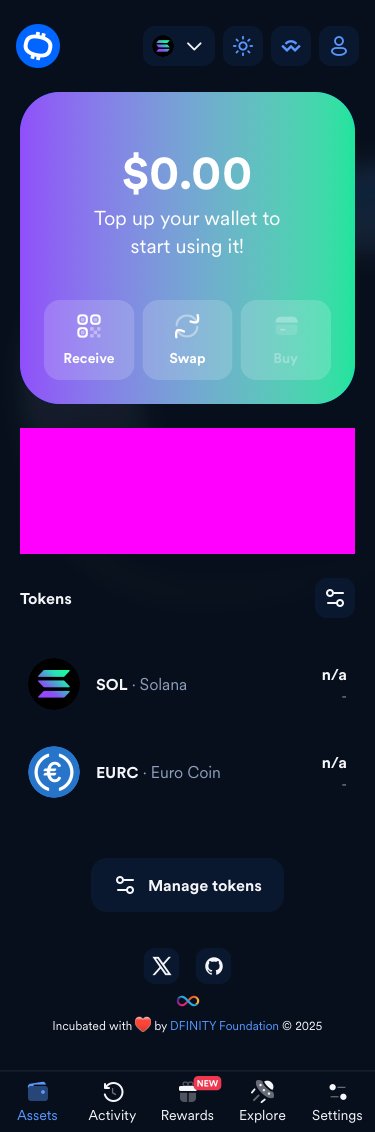 $0.00
Top up your wallet to
start using it!
Receive
Swap
Buy
Tokens
SOL · Solana
n/a
-
EURC · Euro Coin
n/a
-
Manage tokens
Incubated with ❤️ by DFINITY Foundation © 2025
NEW
Assets
Activity
Rewards
Explore
Settings